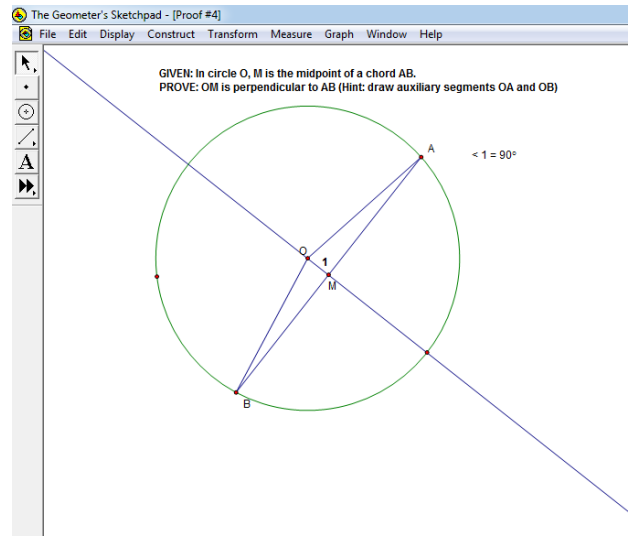 The Geometer's Sketchpad - [Proof #4]
File Edit Display Construct Transform Measure Graph Window Help
GIVEN: In circle O, M is the midpoint of a chord AB.
PROVE: OM is perpendicular to AB (Hint: draw auxiliary segments OA and OB)
A
< 1 = 90°
A
O
1
M
B